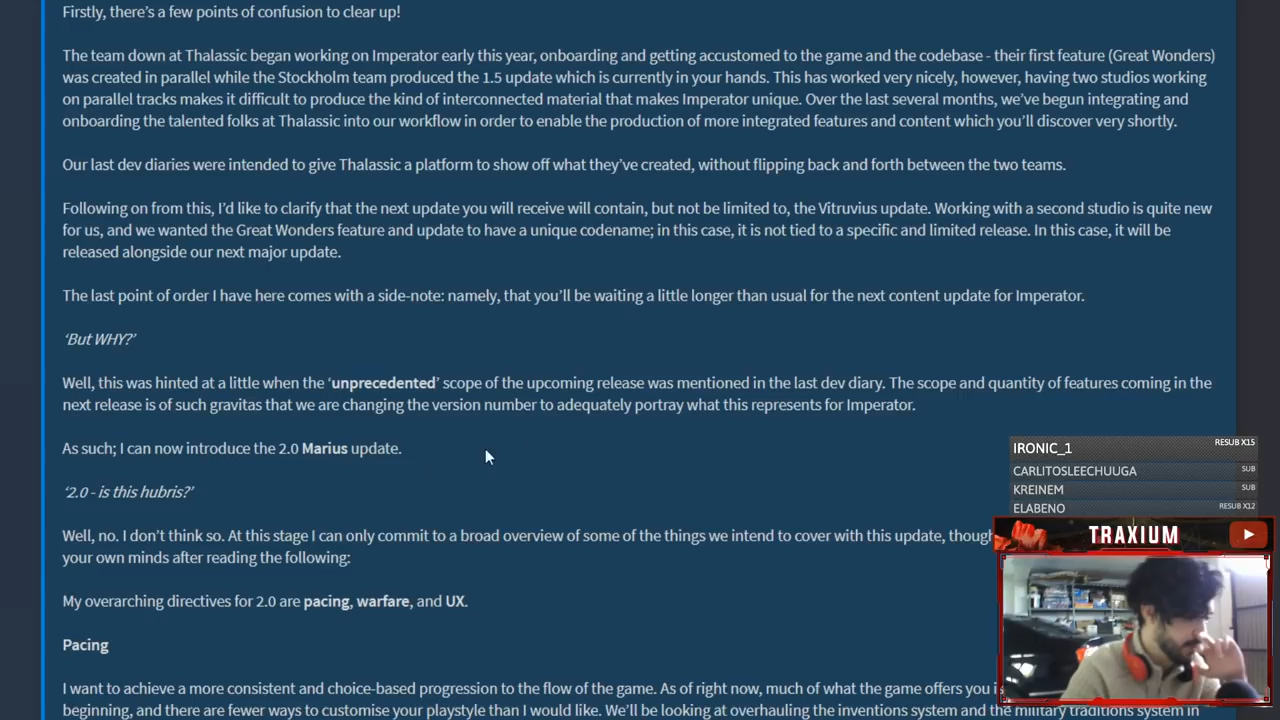 Firstly, there's a few points of confusion to clear up!
The team down at Thalassic began working on Imperator early this year, onboarding and getting accustomed to the game and the codebase - their first feature (Great Wonders)
was created in parallel while the Stockholm team produced the 1.5 update which is currently in your hands. This has worked very nicely, however, having two studios working
on parallel tracks makes it difficult to produce the kind of interconnected material that makes Imperator unique. Over the last several months, we've begun integrating and
onboarding the talented folks at Thalassic into our workflow in order to enable the production of more integrated features and content which you'll discover very shortly.
Our last dev diaries were intended to give Thalassic a platform to show off what they've created, without flipping back and forth between the two teams.
Following on from this, I'd like to clarify that the next update you will receive will contain, but not be limited to, the Vitruvius update. Working with a second studio is quite new
for us, and we wanted the Great Wonders feature and update to have a unique codename; in this case, it is not tied to a specific and limited release. In this case, it will be
released alongside our next major update.
The last point of order I have here comes with a side-note: namely, that you'll be waiting a little longer than usual for the next content update for Imperator.
'But WHY?'
Well, this was hinted at a little when the 'unprecedented' scope of the upcoming release was mentioned in the last dev diary. The scope and quantity of features coming in the
next release is of such gravitas that we are changing the version number to adequately portray what this represents for Imperator.
As such; I can now introduce the 2.0 Marius update.
'2.0 - is this hubris?'
Well, no. I don't think so. At this stage I can only commit to a broad overview of some of the things we intend to cover with this update, though
your own minds after reading the following:
My overarching directives for 2.0 are pacing, warfare, and UX.
Pacing
I want to achieve a more consistent and choice-based progression to the flow of the game. As of right now, much of what the game offers you is
beginning, and there are fewer ways to customise your playstyle than I would like. We'll be looking at overhauling the inventions system and the military traditions system in
IRONIC_1 RESUB X15
CARLITOSLEECHUUGA SUB
KREINEM SUB
ELABENO RESUB X12
TRAXIUM